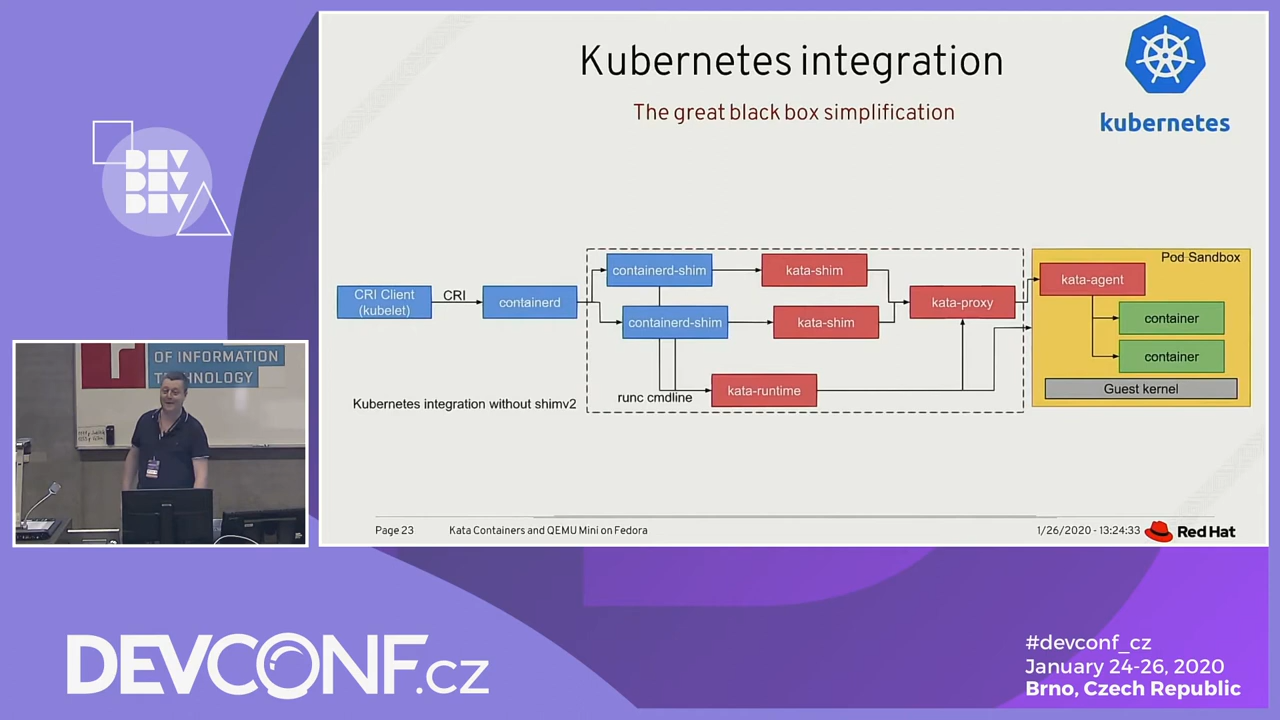 Kubernetes integration
The great black box simplification
kubernetes
DEV
DEV
DEV
CRI Client
(kubelet)
CRI
containerd
containerd-shim
kata-shim
containerd-shim
kata-shim
kata-proxy
runc cmdline
kata-runtime
Kubernetes integration without shimv2
Pod Sandbox
kata-agent
container
container
Guest kernel
OF INFORMATION
TECHNOLOGY
Page 23
Kata Containers and QEMU Mini on Fedora
1/26/2020 - 13:24:33
Red Hat
DEVCONF.cz
#devconf_cz
January 24-26, 2020
Brno, Czech Republic